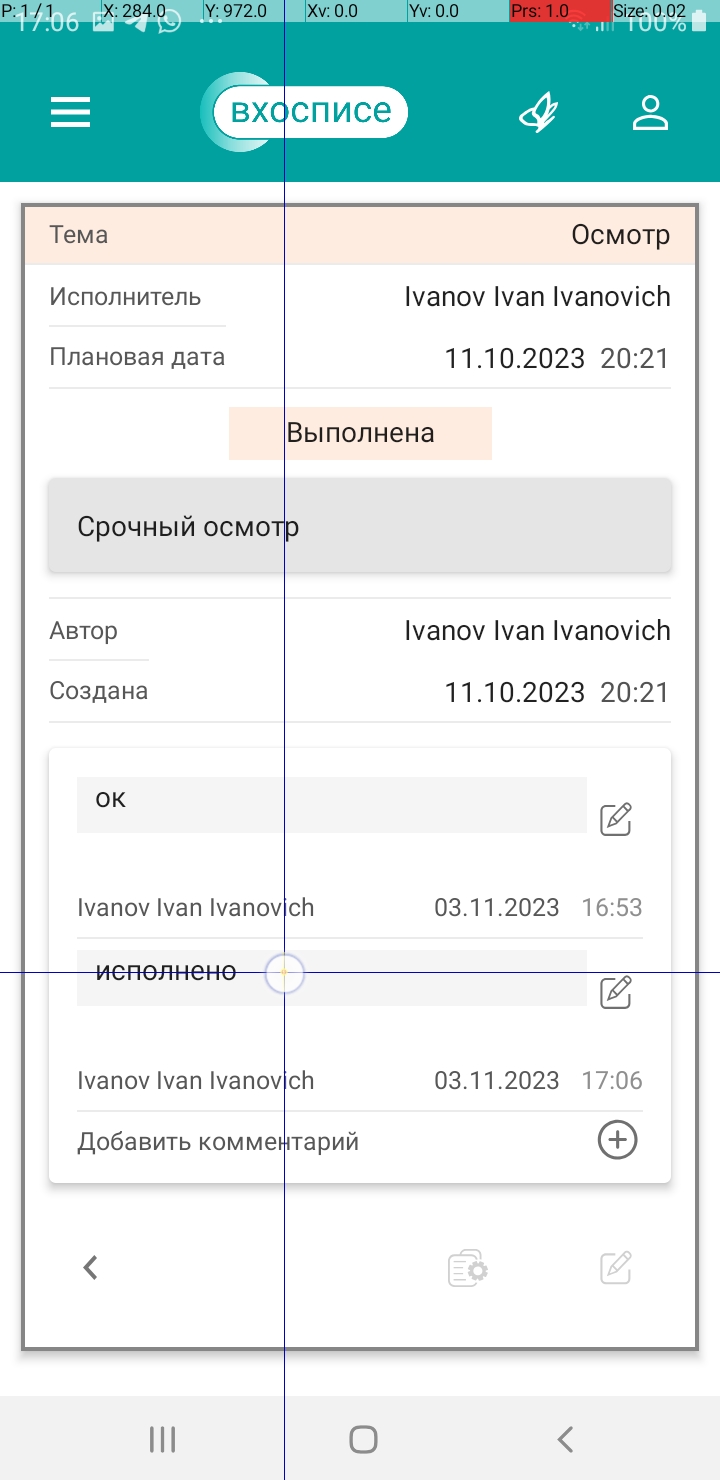 P: 1 / 1 X: 284.0 Y: 972.0 Xv: 0.0 Yv: 0.0 Prs: 1.0 Size: 0.02
17:06 100%
вхосписе
Тема Осмотр
Исполнитель Ivanov Ivan Ivanovich
Плановая дата 11.10.2023 20:21
Выполнена
Срочный осмотр
Автор Ivanov Ivan Ivanovich
Создана 11.10.2023 20:21
ок
Ivanov Ivan Ivanovich 03.11.2023 16:53
исполнено
Ivanov Ivan Ivanovich 03.11.2023 17:06
Добавить комментарий